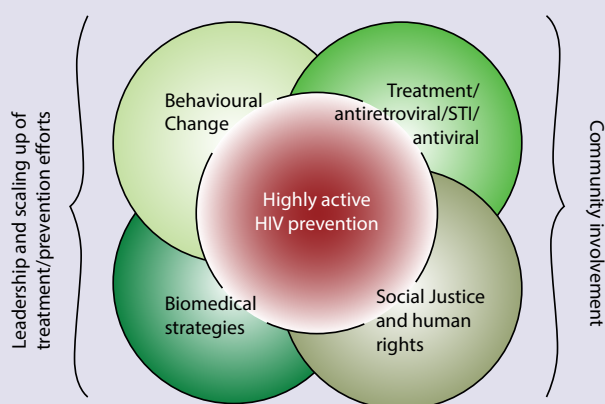 Leadership and scaling up of
treatment/prevention efforts
Behavioural
Change
Treatment/
antiretroviral/STI/
antiviral
Highly active
HIV prevention
Biomedical
strategies
Social Justice
and human
rights
Community involvement